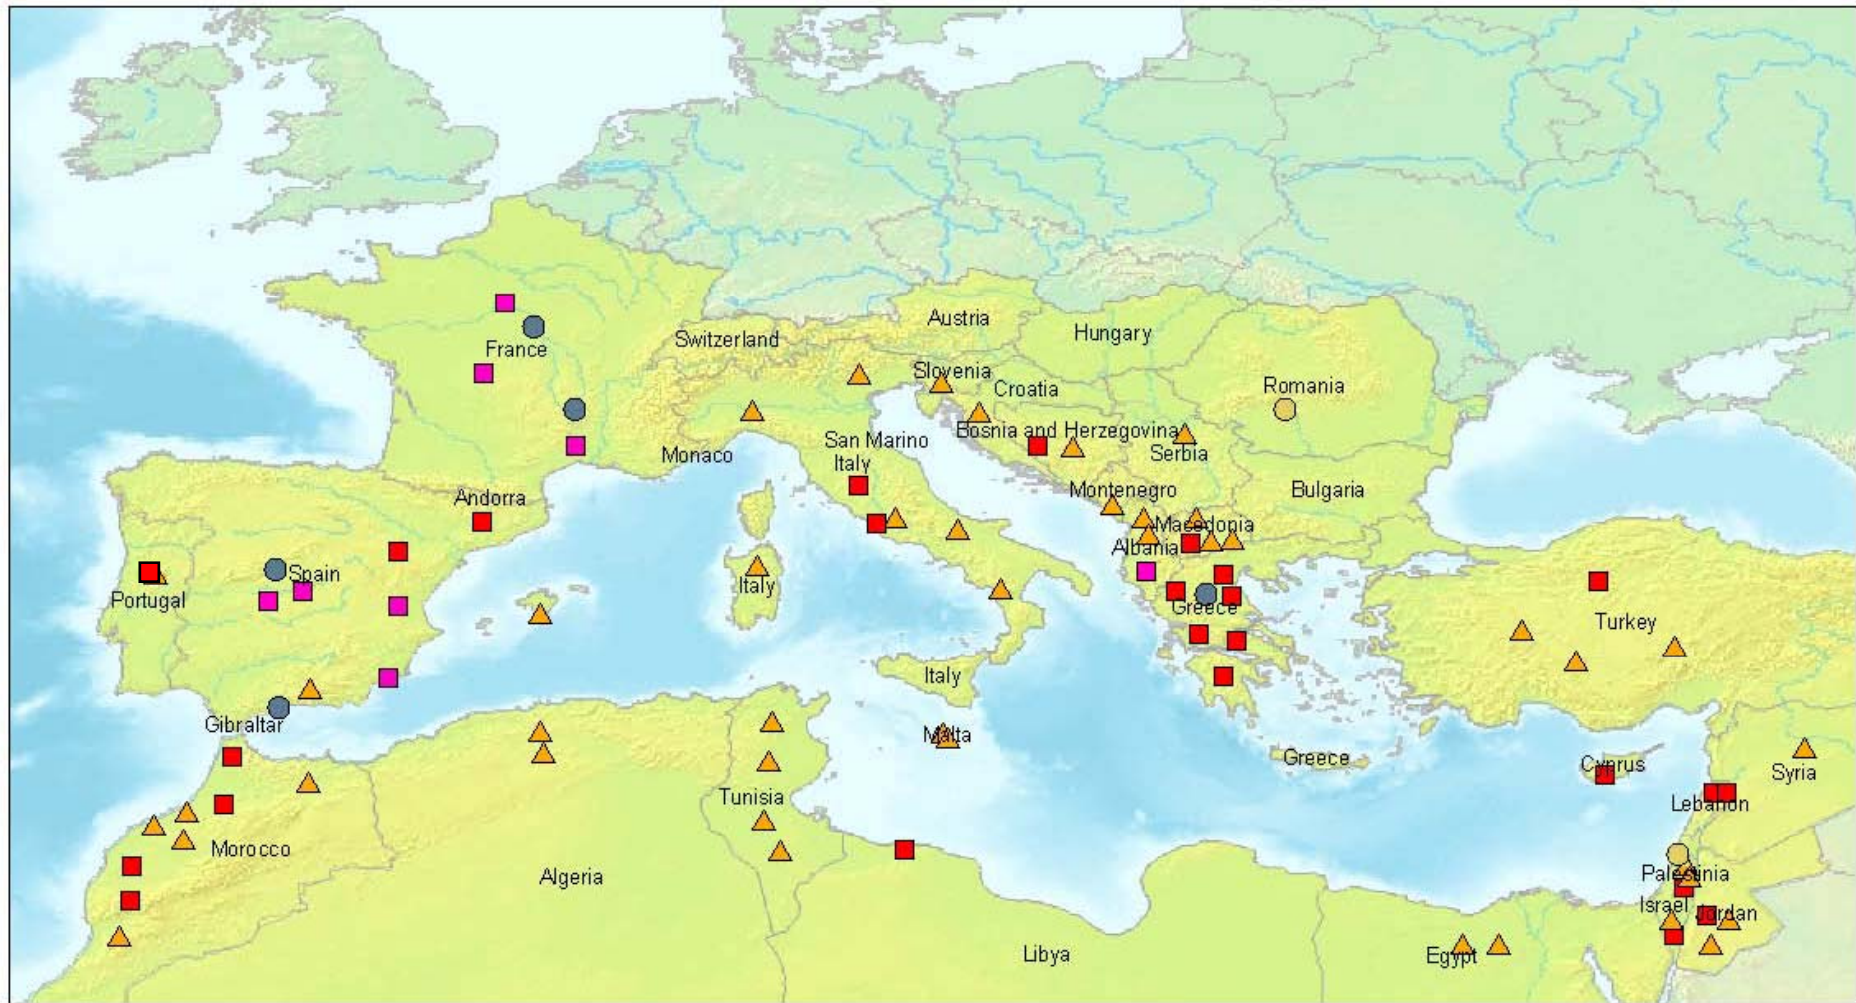 Austria
Hungary
Switzerland
France
Slovenia
Croatia
Romania
Bosnia and Herzegovina
San Marino
Monaco
Serbia
Italy
Andorra
Montenegro
Bulgaria
Macedonia
Albania
Spain
Italy
Portugal
Greece
Turkey
Italy
Gibraltar
Malta
Greece
Cyprus
Syria
Tunisia
Lebanon
Morocco
Algeria
Palestinia
Israel
Jordan
Libya
Egypt